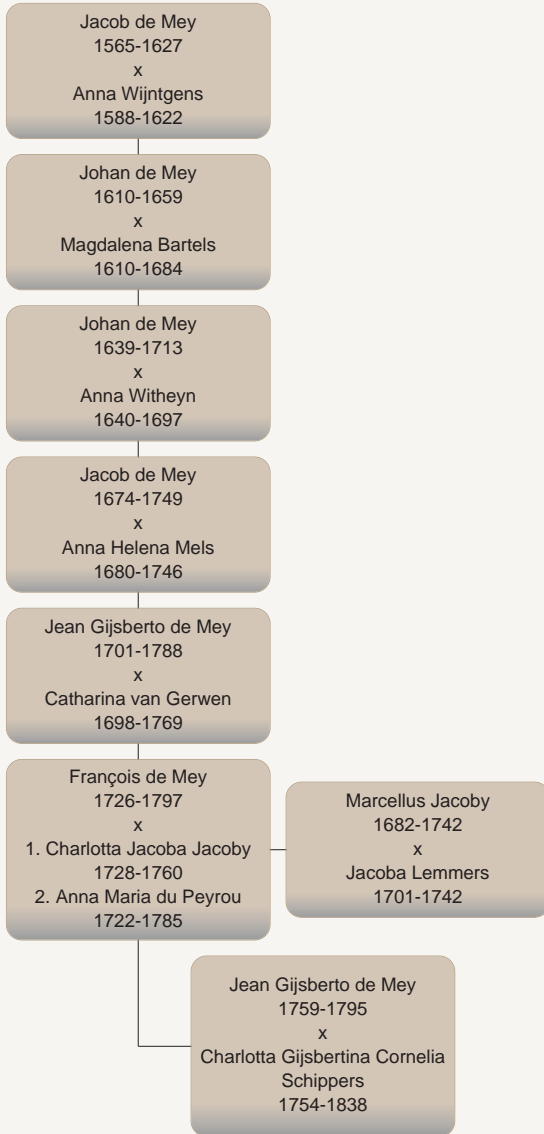 Jacob de Mey
1565-1627
x
Anna Wijntgens
1588-1622
Johan de Mey
1610-1659
x
Magdalena Bartels
1610-1684
Johan de Mey
1639-1713
x
Anna Witheyn
1640-1697
Jacob de Mey
1674-1749
x
Anna Helena Mels
1680-1746
Jean Gijsberto de Mey
1701-1788
x
Catharina van Gerwen
1698-1769
François de Mey
1726-1797
x
1. Charlotta Jacoba Jacoby
1728-1760
2. Anna Maria du Peyrou
1722-1785
Marcellus Jacoby
1682-1742
x
Jacoba Lemmers
1701-1742
Jean Gijsberto de Mey
1759-1795
x
Charlotta Gijsbertina Cornelia
Schippers
1754-1838